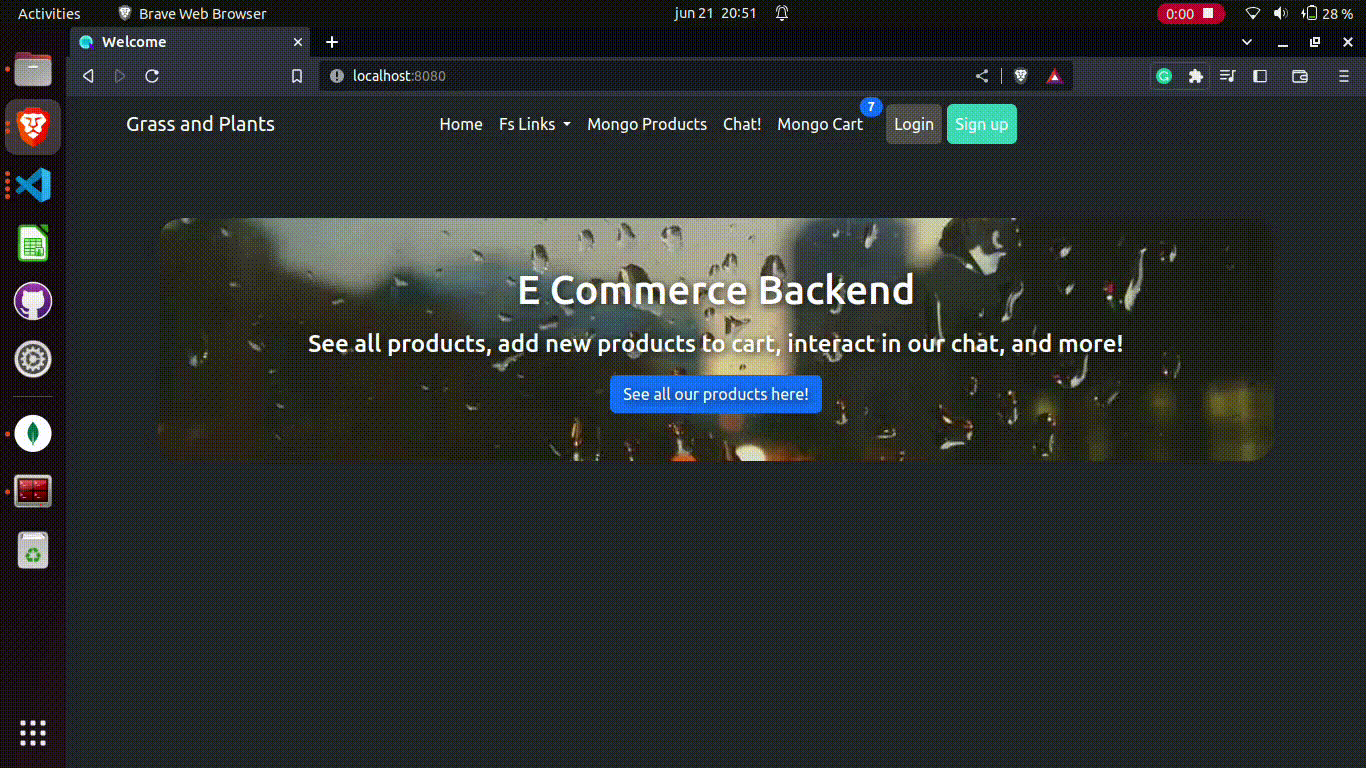 Activities Brave Web Browser jun 21 20:51 0:00 28 %
Welcome
localhost:8080
Grass and Plants Home Fs Links Mongo Products Chat! Mongo Cart 7 Login Sign up
E Commerce Backend
See all products, add new products to cart, interact in our chat, and more!
See all our products here!